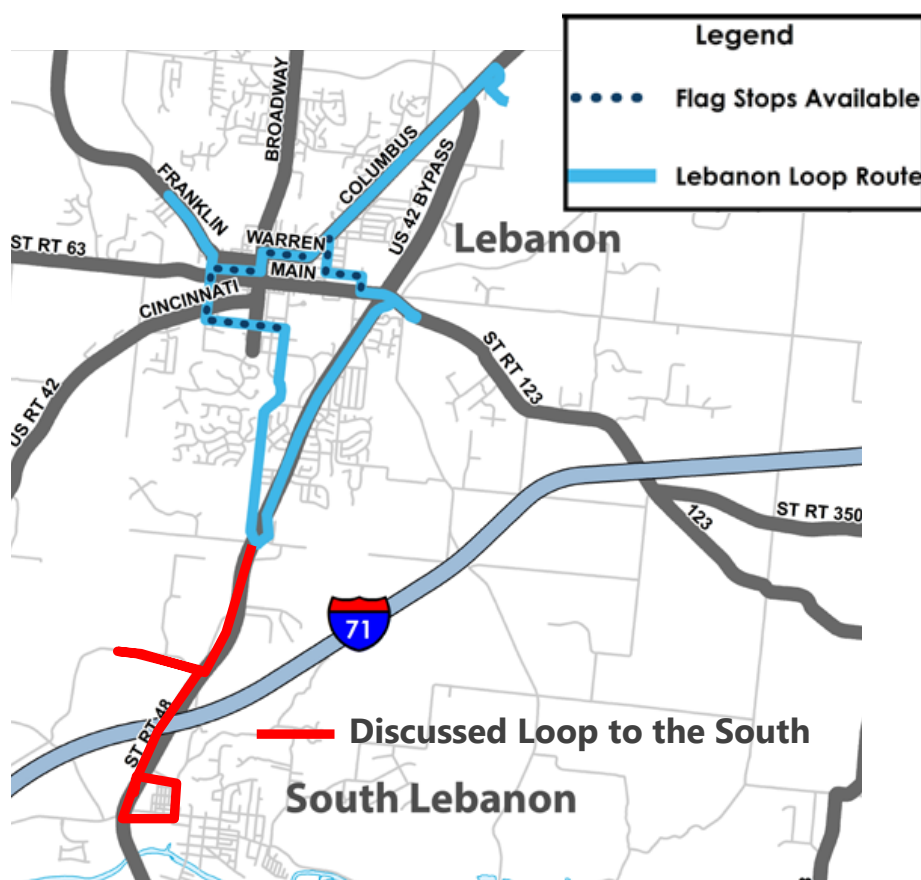 Legend
Flag Stops Available
Lebanon Loop Route
BROADWAY
COLUMBUS
US 42 BYPASS
FRANKLIN
WARREN
Lebanon
ST RT 63
MAIN
CINCINNATI
US RT 42
ST RT 123
123
ST RT 350
71
ST RT 48
Discussed Loop to the South
South Lebanon